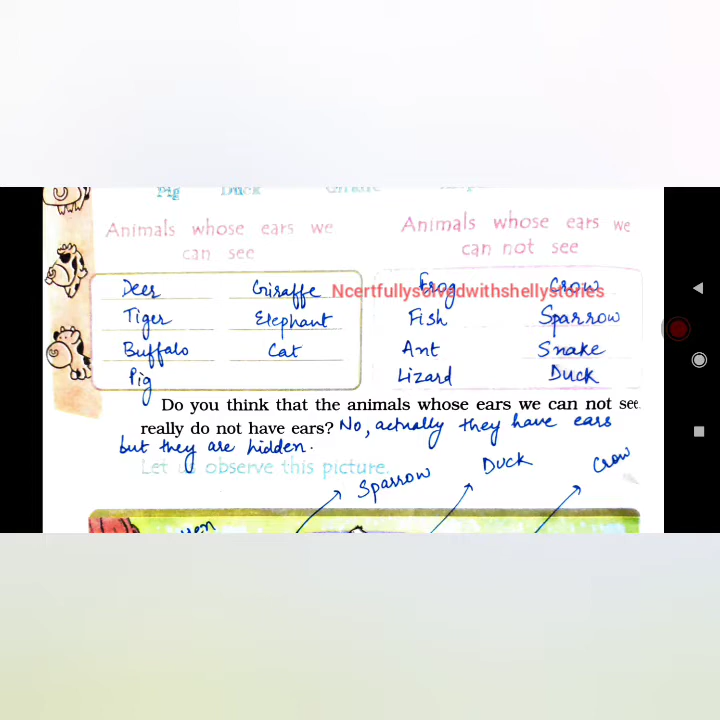 Pig Duck Giraffe
Animals whose ears we can see
Animals whose ears we can not see
Deer Giraffe
Tiger Elephant
Buffalo Cat
Pig
Frog Crow
Ncertfullysolvedwithshellystories
Fish Sparrow
Ant Snake
Lizard Duck
Do you think that the animals whose ears we can not see
really do not have ears? No, actually they have ears
but they are hidden.
Let us observe this picture.
Sparrow Duck Crow